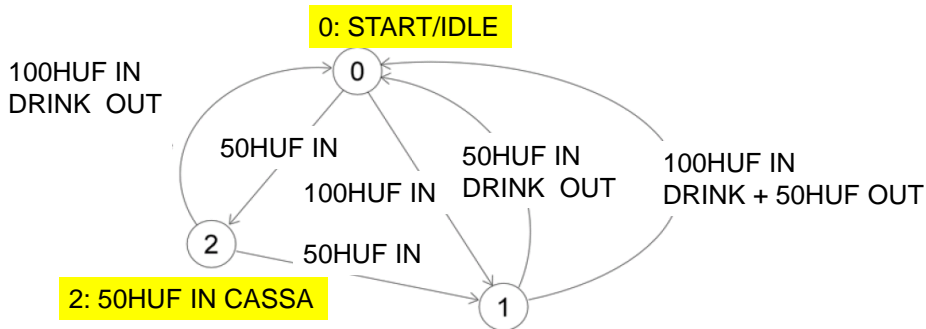 0: START/IDLE
0
100HUF IN
DRINK OUT
50HUF IN
100HUF IN
50HUF IN
DRINK OUT
100HUF IN
DRINK + 50HUF OUT
2
50HUF IN
2: 50HUF IN CASSA
1